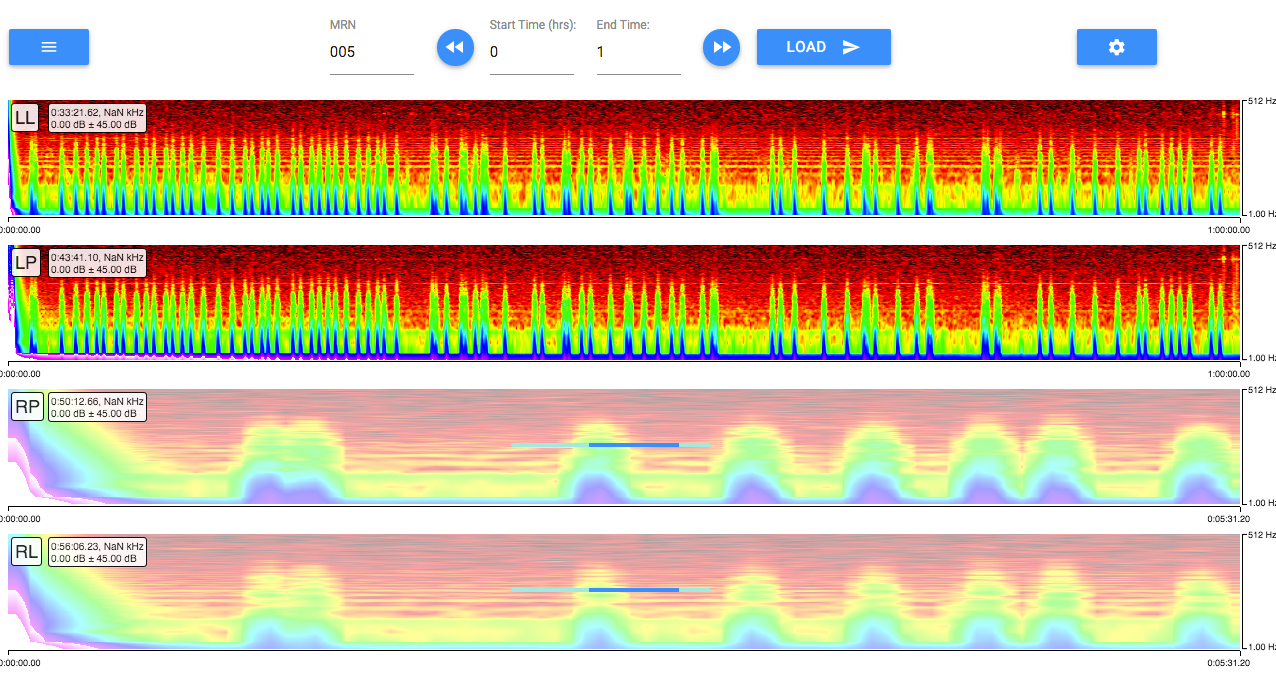 MRN
005
Start Time (hrs):
0
End Time:
1
LOAD
LL
0:33:21.62, NaN kHz
0.00 dB ± 45.00 dB
512 Hz
1.00 Hz
0:00:00.00
1:00:00.00
LP
0:43:41.10, NaN kHz
0.00 dB ± 45.00 dB
512 Hz
1.00 Hz
0:00:00.00
1:00:00.00
RP
0:50:12.66, NaN kHz
0.00 dB ± 45.00 dB
512 Hz
1.00 Hz
0:00:00.00
0:05:31.20
RL
0:56:06.23, NaN kHz
0.00 dB ± 45.00 dB
512 Hz
1.00 Hz
0:00:00.00
0:05:31.20